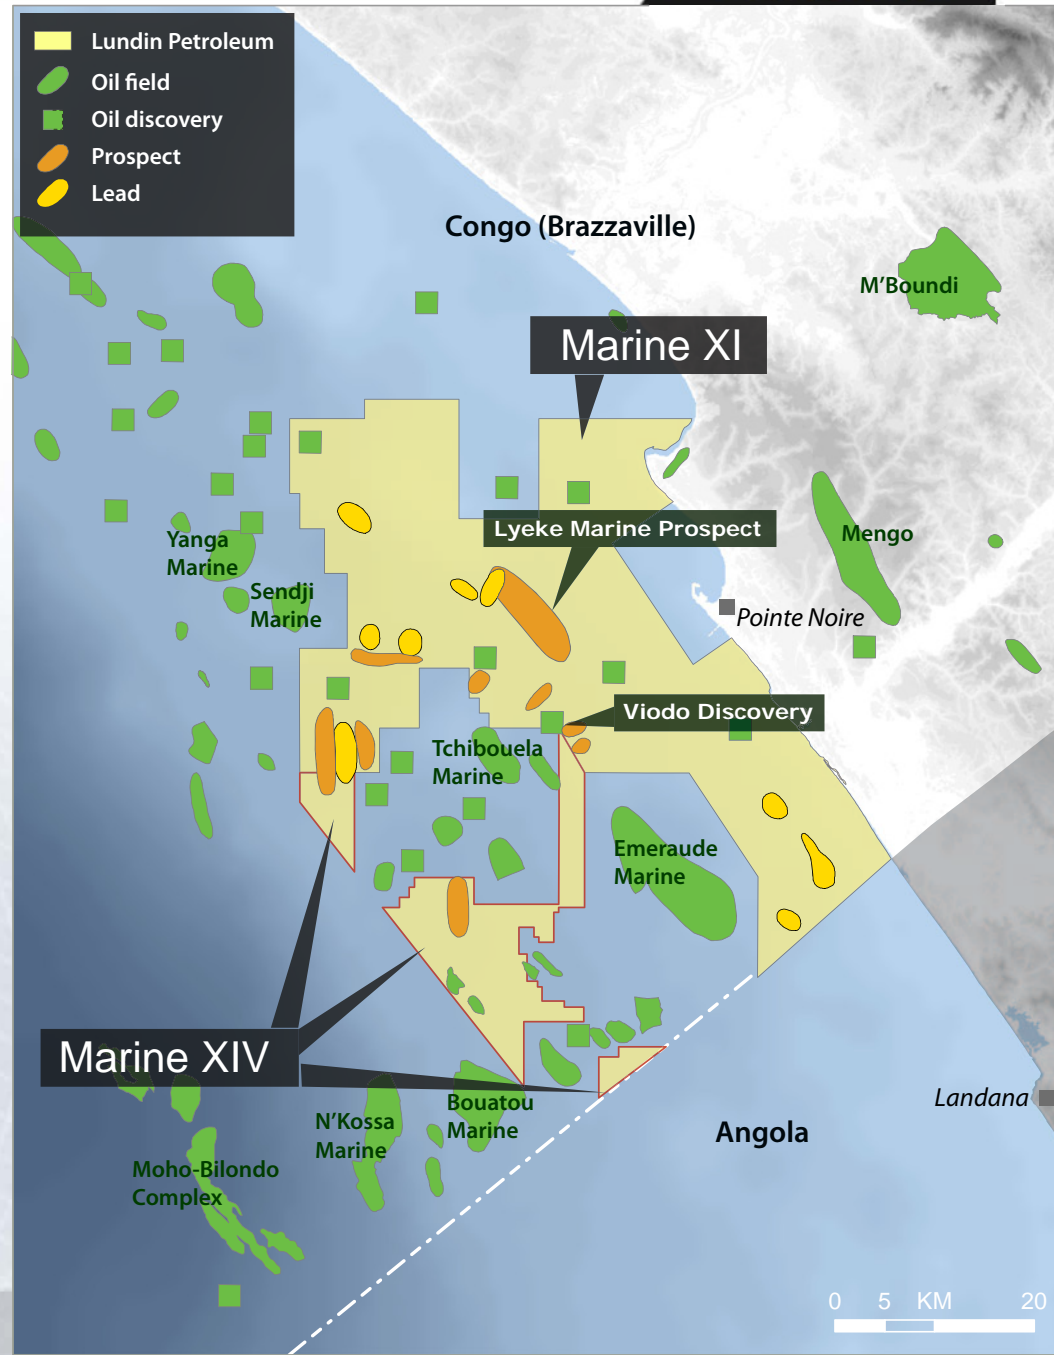 Lundin Petroleum
Oil field
Oil discovery
Prospect
Lead
Congo (Brazzaville)
M'Boundi
Marine XI
Lyeke Marine Prospect
Mengo
Yanga
Marine
Sendji
Marine
Pointe Noire
Viodo Discovery
Tchibouela
Marine
Emeraude
Marine
Marine XIV
N'Kossa
Marine
Bouatou
Marine
Landana
Angola
Moho-Bilondo
Complex
0 5 KM 20